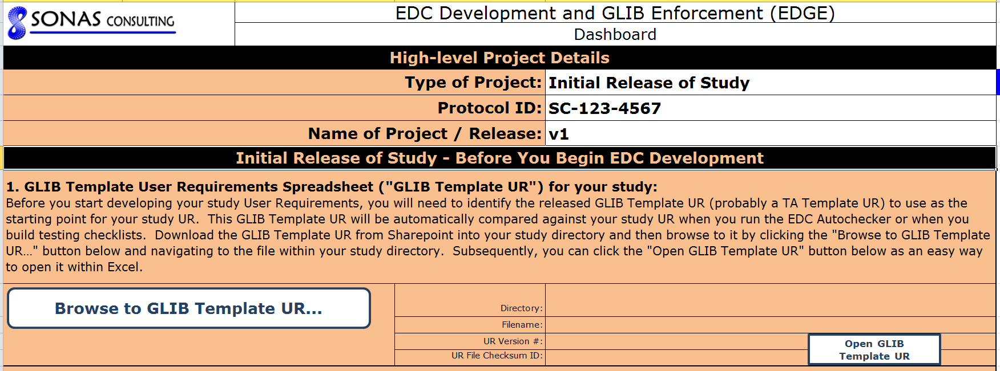 SONAS CONSULTING
EDC Development and GLIB Enforcement (EDGE)
Dashboard
High-level Project Details
Type of Project: Initial Release of Study
Protocol ID: SC-123-4567
Name of Project / Release: v1
Initial Release of Study - Before You Begin EDC Development
1. GLIB Template User Requirements Spreadsheet ("GLIB Template UR") for your study:
Before you start developing your study User Requirements, you will need to identify the released GLIB Template UR (probably a TA Template UR) to use as the
starting point for your study UR.  This GLIB Template UR will be automatically compared against your study UR when you run the EDC Autochecker or when you
build testing checklists.  Download the GLIB Template UR from Sharepoint into your study directory and then browse to it by clicking the "Browse to GLIB Template
UR..." button below and navigating to the file within your study directory.  Subsequently, you can click the "Open GLIB Template UR" button below as an easy way
to open it within Excel.
Browse to GLIB Template UR...
Directory:
Filename:
UR Version #:
UR File Checksum ID:
Open GLIB
Template UR